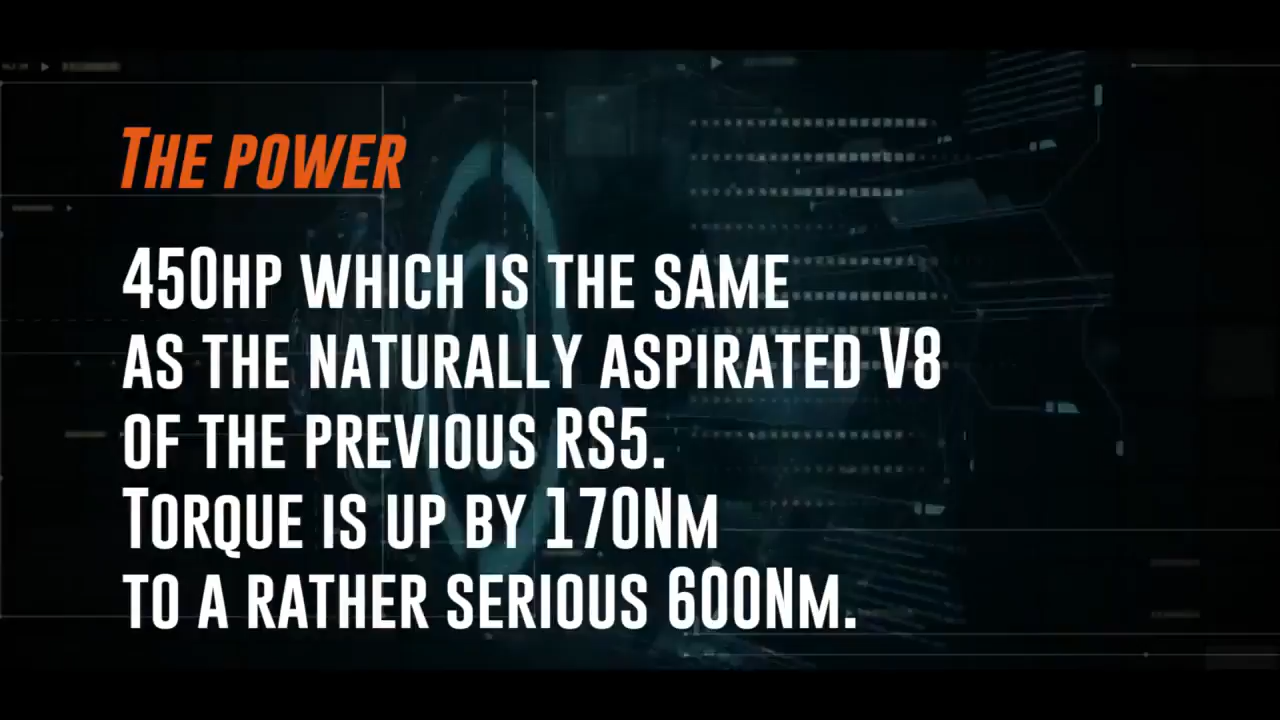 The power
450hp which is the same
as the naturally aspirated V8
of the previous RS5.
Torque is up by 170Nm
to a rather serious 600Nm.